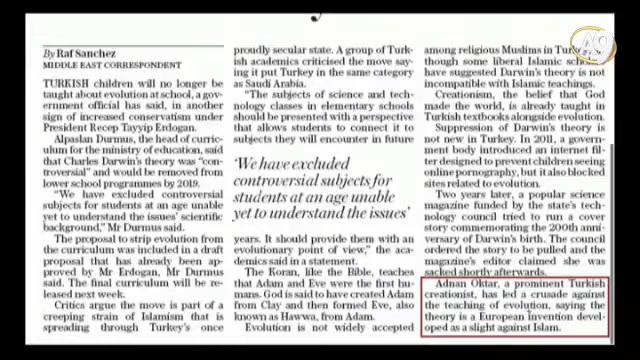 By Raf Sanchez
MIDDLE EAST CORRESPONDENT
TURKISH children will no longer be
taught about evolution at school, a gov-
ernment official has said, in another
sign of increased conservatism under
President Recep Tayyip Erdogan.
Alpaslan Durmus, the head of curric-
ulum for the ministry of education, said
that Charles Darwin's theory was "con-
troversial" and would be removed from
lower school programmes by 2019.
"We have excluded controversial
subjects for students at an age unable
yet to understand the issues' scientific
background," Mr Durmus said.
The proposal to strip evolution from
the curriculum was included in a draft
proposal that has already been ap-
proved by Mr Erdogan, Mr Durmus
said. The final curriculum will be re-
leased next week.
Critics argue the move is part of a
creeping strain of Islamism that is
spreading through Turkey's once
proudly secular state. A group of Turk-
ish academics criticised the move say-
ing it put Turkey in the same category
as Saudi Arabia.
"The subjects of science and tech-
nology classes in elementary schools
should be presented with a perspective
that allows students to connect it to
subjects they will encounter in future
'We have excluded
controversial subjects for
students at an age unable
yet to understand the issues'
years. It should provide them with an
evolutionary point of view," the aca-
demics said in a statement.
The Koran, like the Bible, teaches
that Adam and Eve were the first hu-
mans. God is said to have created Adam
from Clay and then formed Eve, also
known as Hawwa, from Adam.
Evolution is not widely accepted
among religious Muslims in
though some liberal Islamic
have suggested Darwin's theory is not
incompatible with Islamic teachings.
Creationism, the belief that God
made the world, is already taught in
Turkish textbooks alongside evolution.
Suppression of Darwin's theory is
not new in Turkey. In 2011, a govern-
ment body introduced an internet fil-
ter designed to prevent children seeing
online pornography, but it also blocked
sites related to evolution.
Two years later, a popular science
magazine funded by the state's tech-
nology council tried to run a cover
story commemorating the 200th anni-
versary of Darwin's birth. The council
ordered the story to be pulled and the
magazine's editor claimed she was
sacked shortly afterwards.
Adnan Oktar, a prominent Turkish
creationist, has led a crusade against
the teaching of evolution, saying the
theory is a European invention devel-
oped as a slight against Islam.
A9